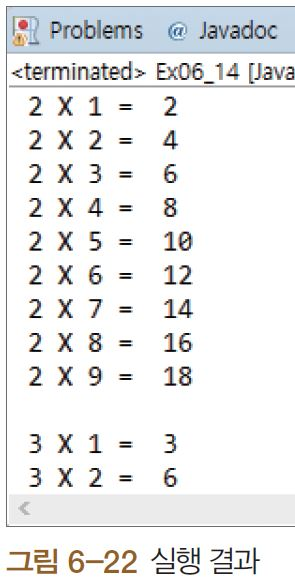 Problems @ Javadoc
<terminated> Ex06_14 [Java
2 X 1 = 2
2 X 2 = 4
2 X 3 = 6
2 X 4 = 8
2 X 5 = 10
2 X 6 = 12
2 X 7 = 14
2 X 8 = 16
2 X 9 = 18
3 X 1 = 3
3 X 2 = 6
그림 6-22 실행 결과